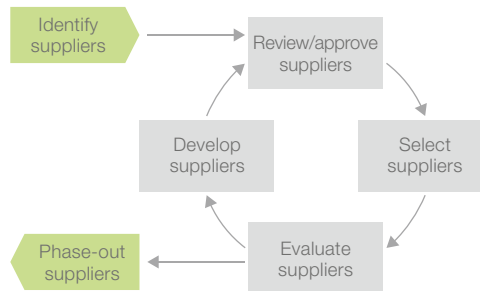 Identify
suppliers
Review/approve
suppliers
Develop
suppliers
Select
suppliers
Phase-out
suppliers
Evaluate
suppliers